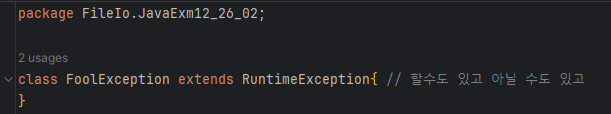 package FileIo.JavaExm12_26_02;
2 usages
class FoolException extends RuntimeException{ // 할수도 있고 아닐 수도 있고
}